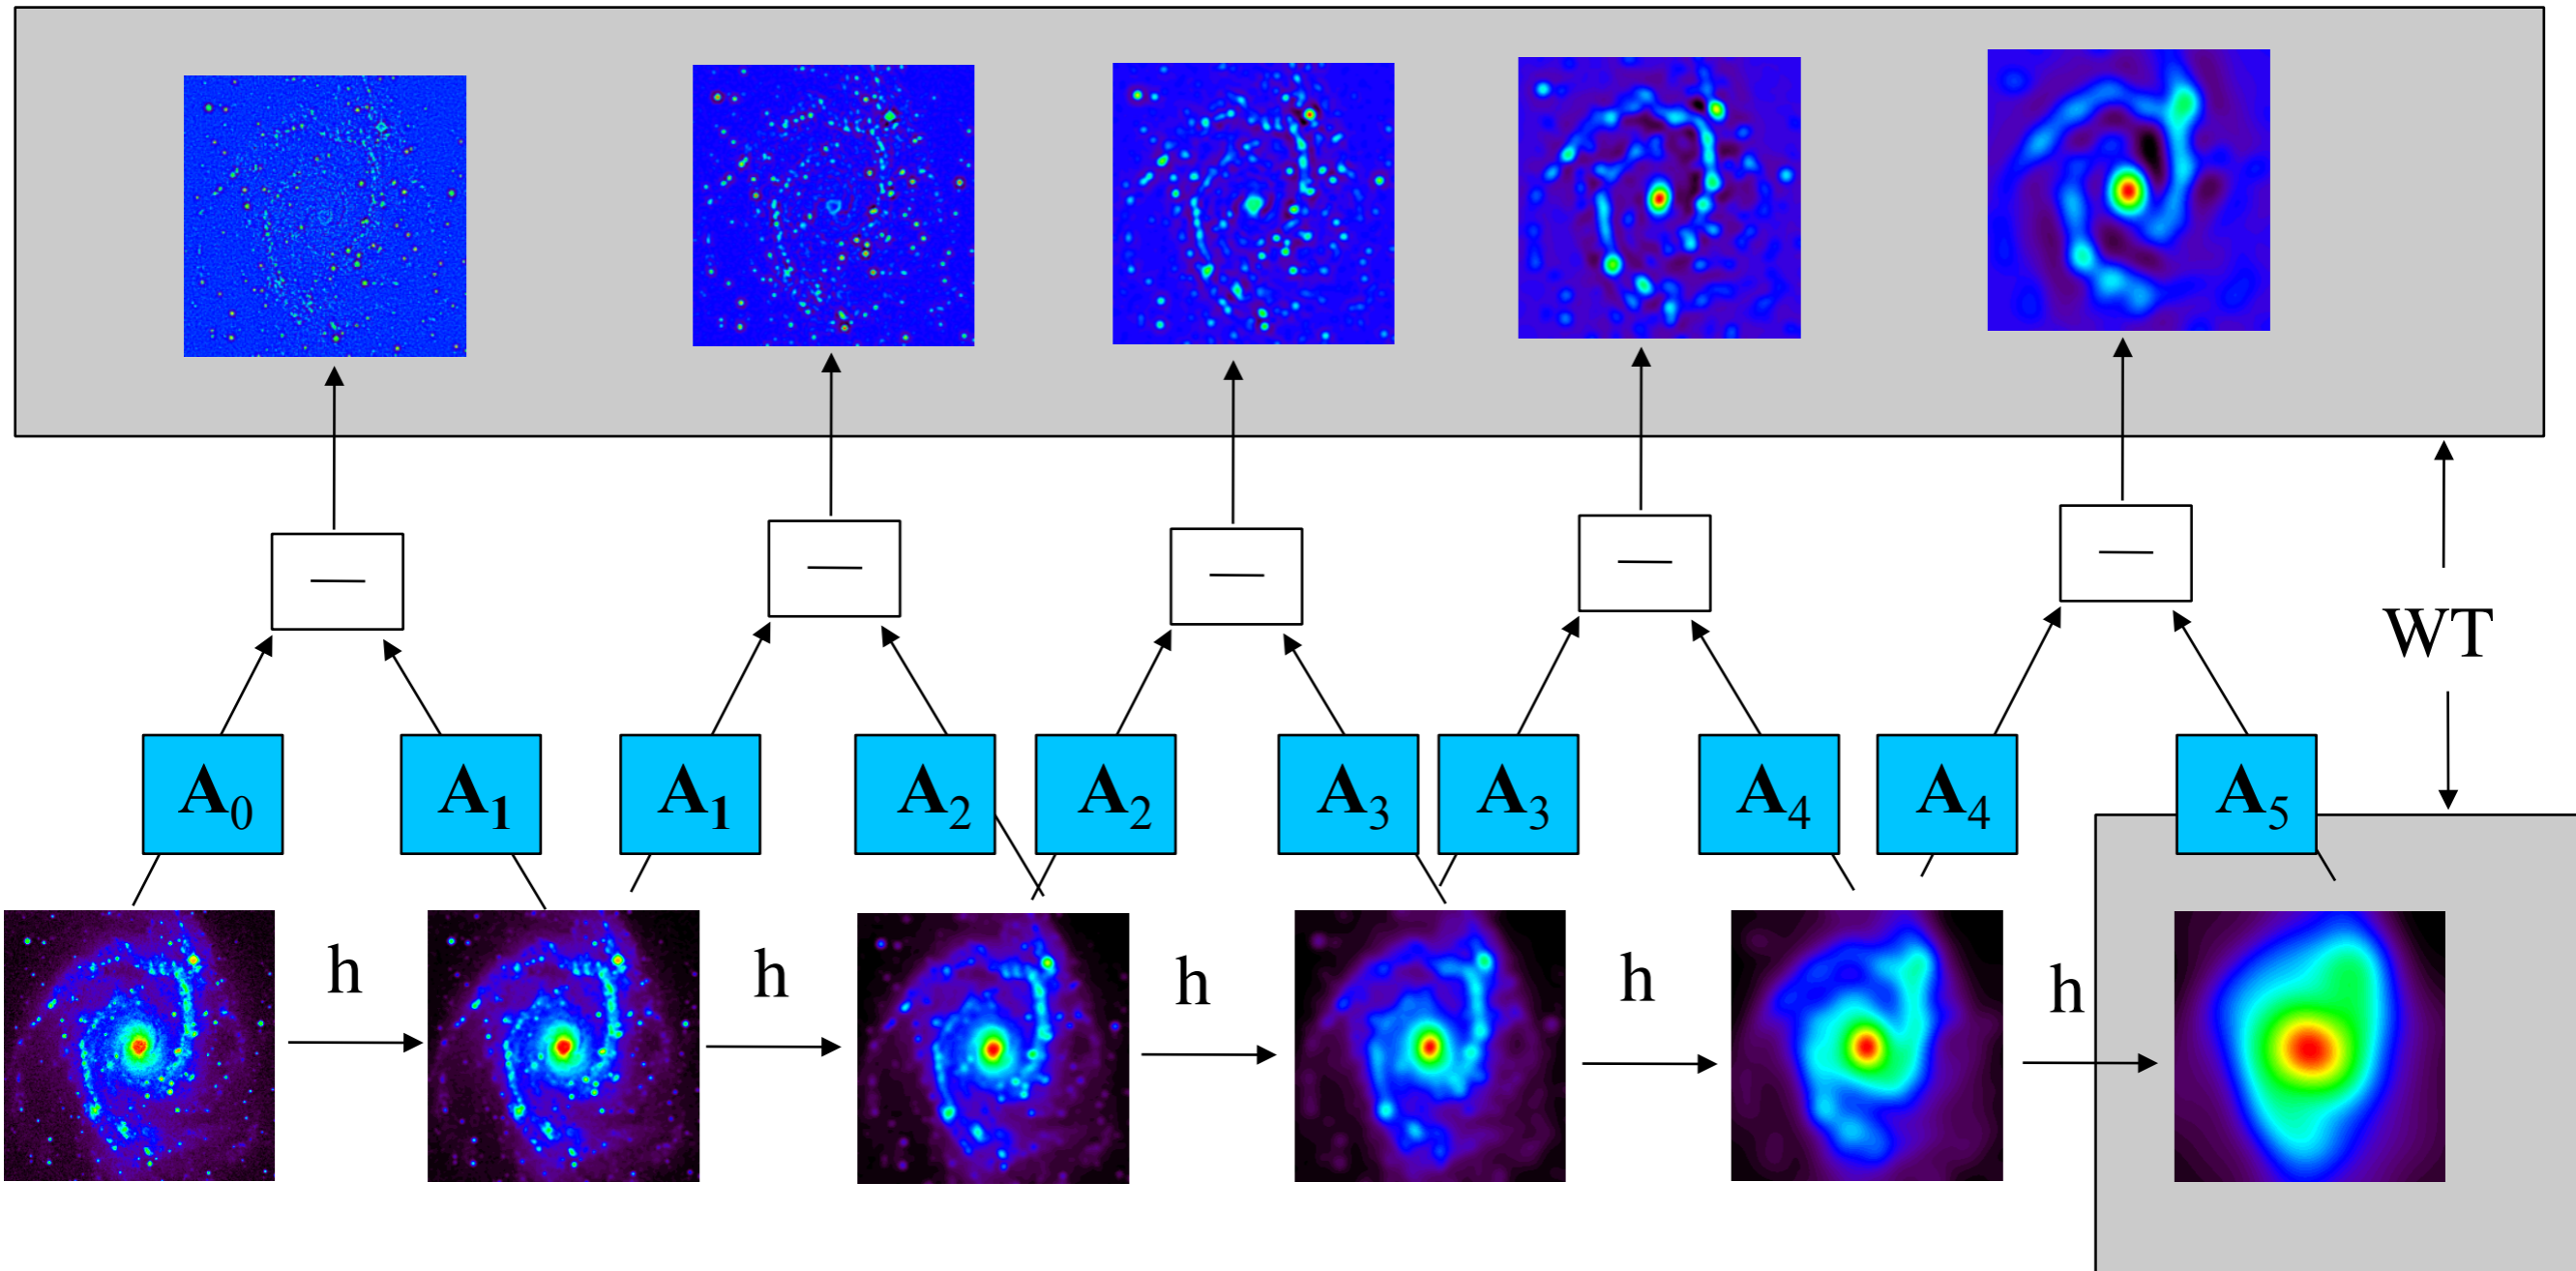 — — — — —
WT
A₀ A₁ A₁ A₂ A₂ A₃ A₃ A₄ A₄ A₅
h h h h h